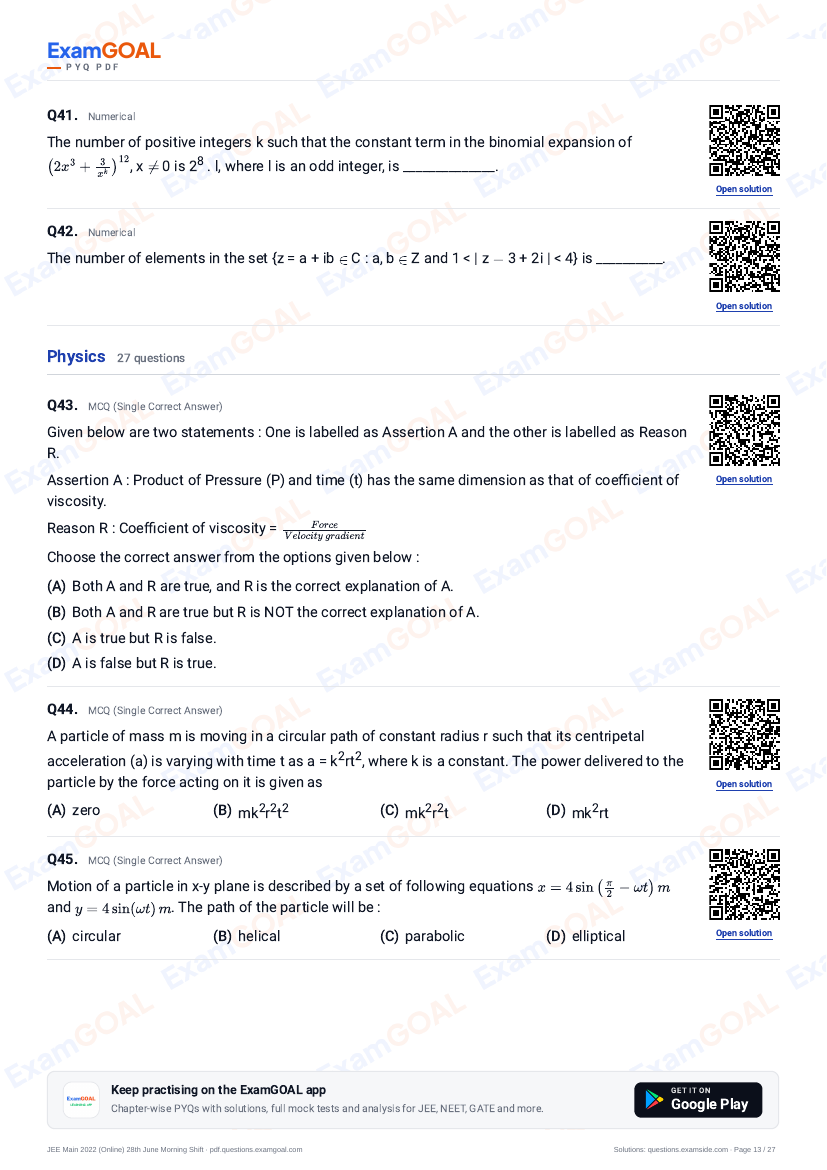 ExamGOAL
PYQ PDF
Q41. Numerical
The number of positive integers k such that the constant term in the binomial expansion of
(2x³ + 3/xᵏ)¹², x ≠ 0 is 2⁸ . l, where l is an odd integer, is ______________.
Open solution
Q42. Numerical
The number of elements in the set {z = a + ib ∈ C : a, b ∈ Z and 1 < | z − 3 + 2i | < 4} is __________.
Open solution
Physics 27 questions
Q43. MCQ (Single Correct Answer)
Given below are two statements : One is labelled as Assertion A and the other is labelled as Reason
R.
Assertion A : Product of Pressure (P) and time (t) has the same dimension as that of coefficient of
viscosity.
Reason R : Coefficient of viscosity = Force/Velocity gradient
Choose the correct answer from the options given below :
(A) Both A and R are true, and R is the correct explanation of A.
(B) Both A and R are true but R is NOT the correct explanation of A.
(C) A is true but R is false.
(D) A is false but R is true.
Open solution
Q44. MCQ (Single Correct Answer)
A particle of mass m is moving in a circular path of constant radius r such that its centripetal
acceleration (a) is varying with time t as a = k²rt², where k is a constant. The power delivered to the
particle by the force acting on it is given as
(A) zero (B) mk²r²t² (C) mk²r²t (D) mk²rt
Open solution
Q45. MCQ (Single Correct Answer)
Motion of a particle in x-y plane is described by a set of following equations x = 4 sin (π/2 − ωt) m
and y = 4 sin(ωt) m. The path of the particle will be :
(A) circular (B) helical (C) parabolic (D) elliptical
Open solution
Keep practising on the ExamGOAL app
Chapter-wise PYQs with solutions, full mock tests and analysis for JEE, NEET, GATE and more.
GET IT ON
Google Play
JEE Main 2022 (Online) 28th June Morning Shift · pdf.questions.examgoal.com
Solutions: questions.examside.com · Page 13 / 27